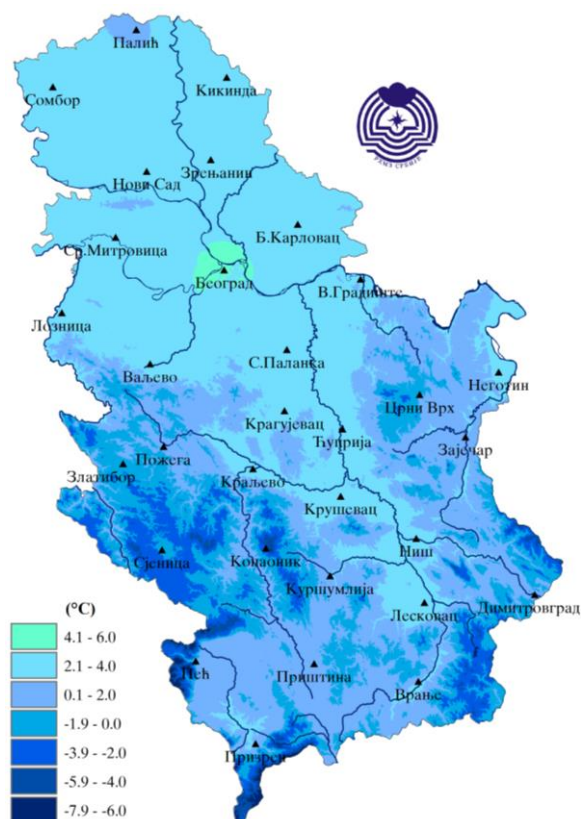 Палић
Сомбор
Кикинда
Зрењанин
Нови Сад
Б.Карловац
Ср.Митровица
Београд
В.Градиште
Лозница
С.Паланка
Ваљево
Неготин
Црни Врх
Крагујевац
Ћуприја
Зајечар
Пожега
Златибор
Краљево
Крушевац
Ниш
Сјеница
Копаоник
Куршумлија
Димитровград
Лесковац
(°C)
4.1 - 6.0
2.1 - 4.0
0.1 - 2.0
-1.9 - 0.0
-3.9 - -2.0
-5.9 - -4.0
-7.9 - -6.0
Пећ
Приштина
Врање
Призрен